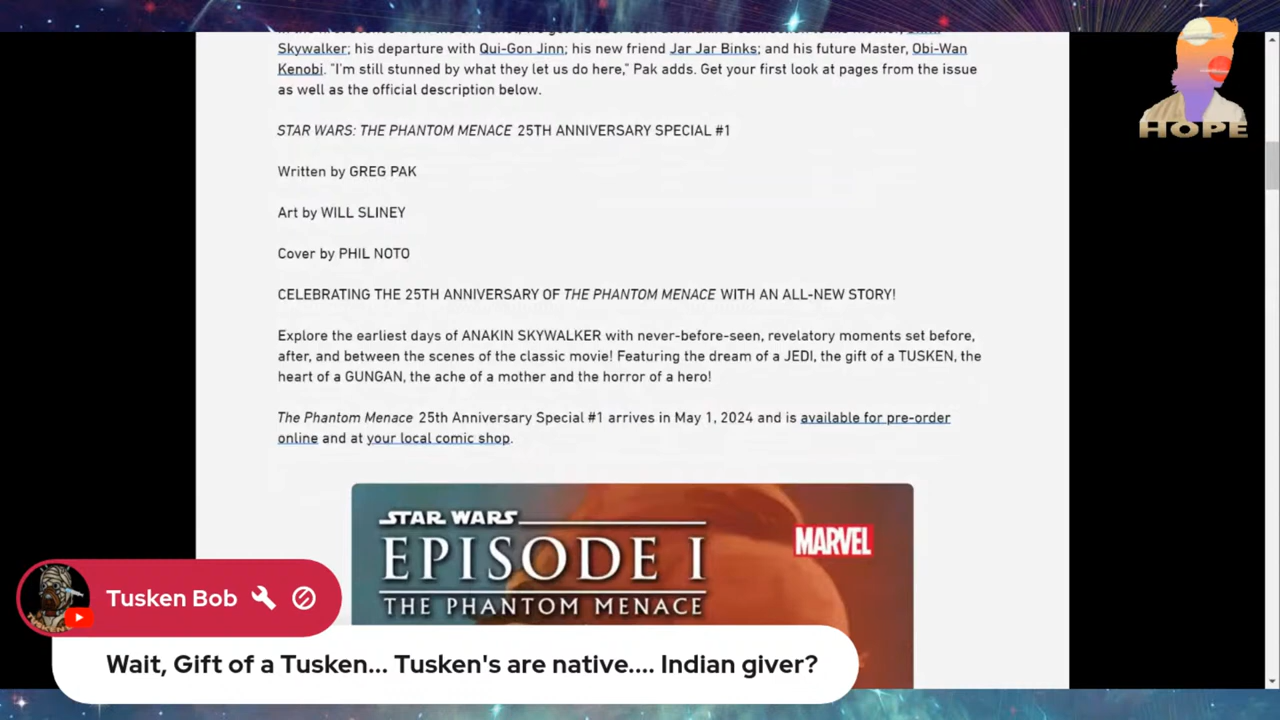 Skywalker; his departure with Qui-Gon Jinn; his new friend Jar Jar Binks; and his future Master, Obi-Wan
Kenobi. "I'm still stunned by what they let us do here," Pak adds. Get your first look at pages from the issue
as well as the official description below.
STAR WARS: THE PHANTOM MENACE 25TH ANNIVERSARY SPECIAL #1
Written by GREG PAK
Art by WILL SLINEY
Cover by PHIL NOTO
CELEBRATING THE 25TH ANNIVERSARY OF THE PHANTOM MENACE WITH AN ALL-NEW STORY!
Explore the earliest days of ANAKIN SKYWALKER with never-before-seen, revelatory moments set before,
after, and between the scenes of the classic movie! Featuring the dream of a JEDI, the gift of a TUSKEN, the
heart of a GUNGAN, the ache of a mother and the horror of a hero!
The Phantom Menace 25th Anniversary Special #1 arrives in May 1, 2024 and is available for pre-order
online and at your local comic shop.
HOPE
STAR WARS
EPISODE I
THE PHANTOM MENACE
MARVEL
Tusken Bob
Wait, Gift of a Tusken... Tusken's are native.... Indian giver?